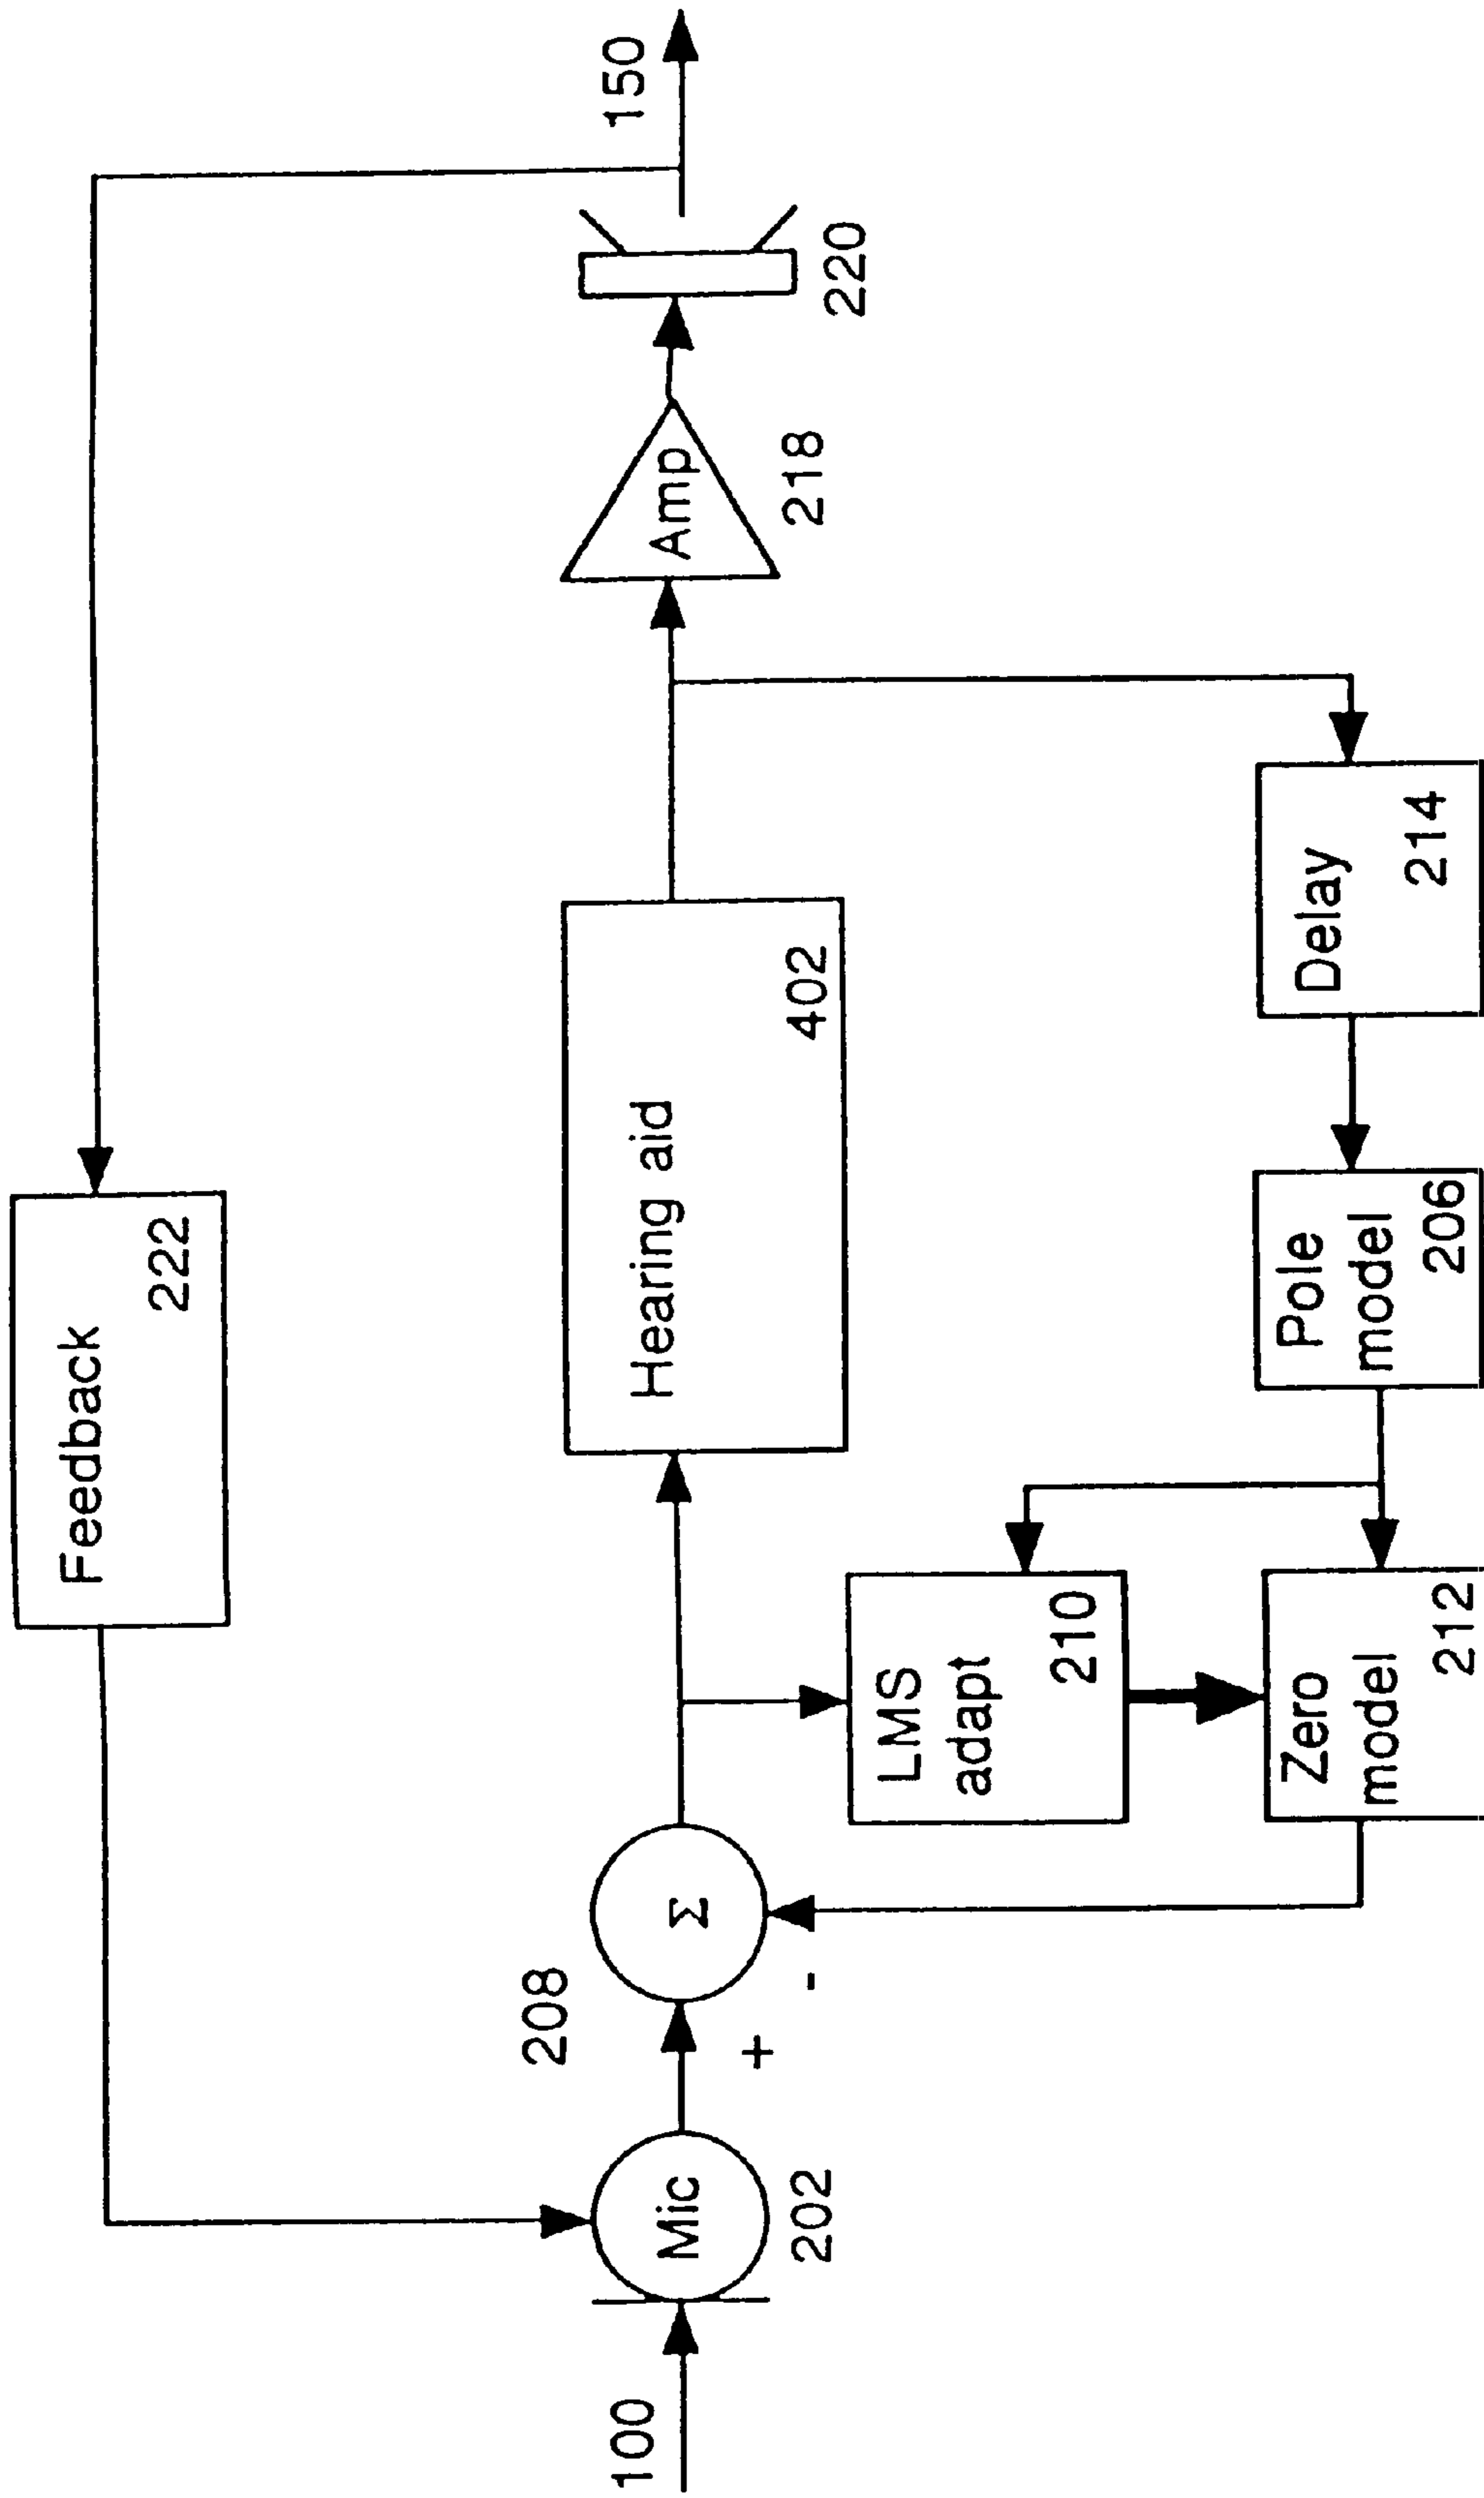 Feedback
222
100
Mic
202
208
+
-
Σ
Hearing aid
402
Amp
218
220
150
LMS
adapt
210
Zero
model
212
Pole
model
206
Delay
214